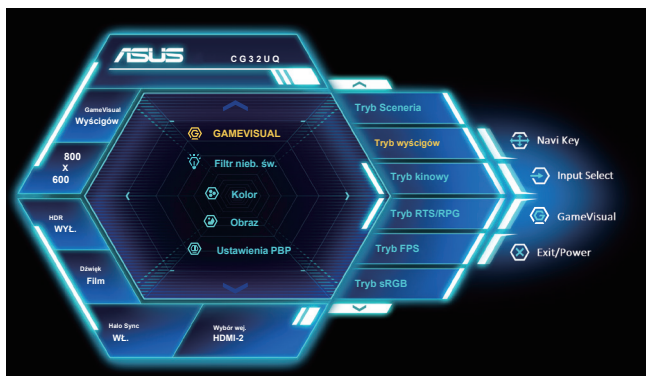 ASUS CG32UQ
GameVisual
Wyścigów
800
X
600
HDR
WYŁ.
Dźwięk
Film
Halo Sync
WŁ.
Wybór wej.
HDMI-2
GAMEVISUAL
Filtr nieb. św.
Kolor
Obraz
Ustawienia PBP
Tryb Sceneria
Tryb wyścigów
Tryb kinowy
Tryb RTS/RPG
Tryb FPS
Tryb sRGB
Navi Key
Input Select
GameVisual
Exit/Power